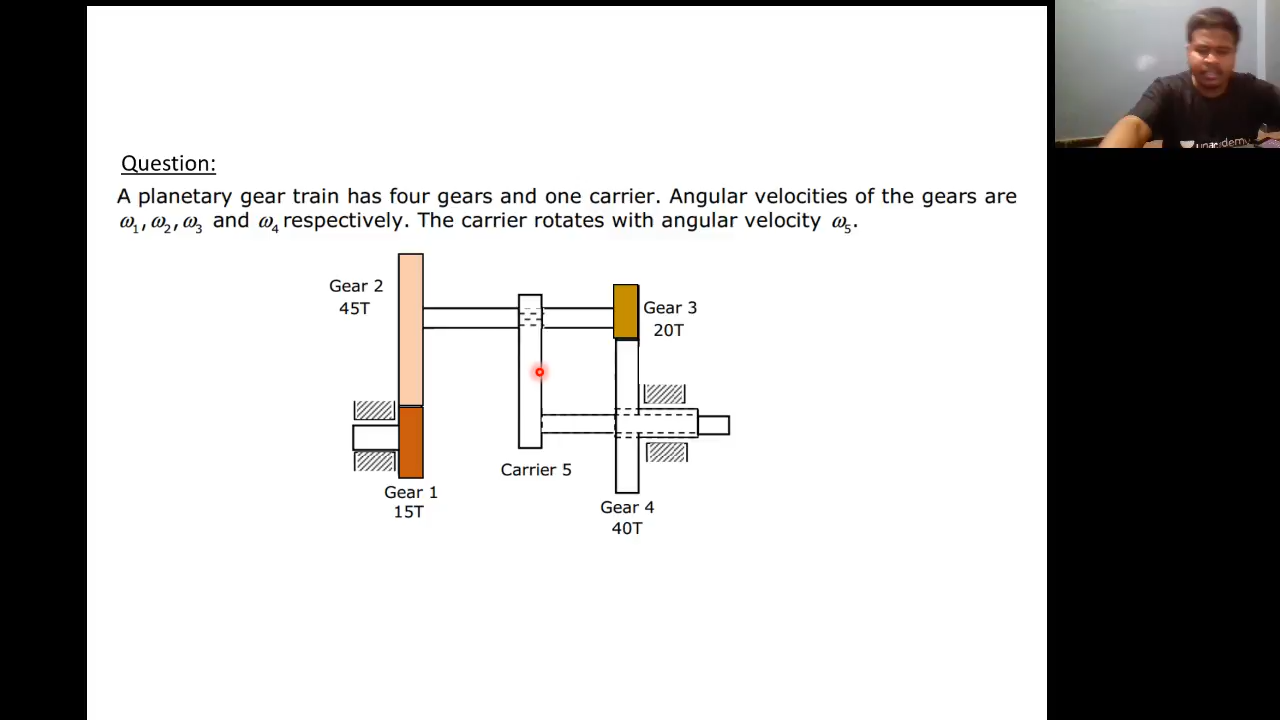 Question:
A planetary gear train has four gears and one carrier. Angular velocities of the gears are
ω₁, ω₂, ω₃ and ω₄ respectively. The carrier rotates with angular velocity ω₅.
Gear 2
45T
Gear 3
20T
Carrier 5
Gear 1
15T
Gear 4
40T
unacademy